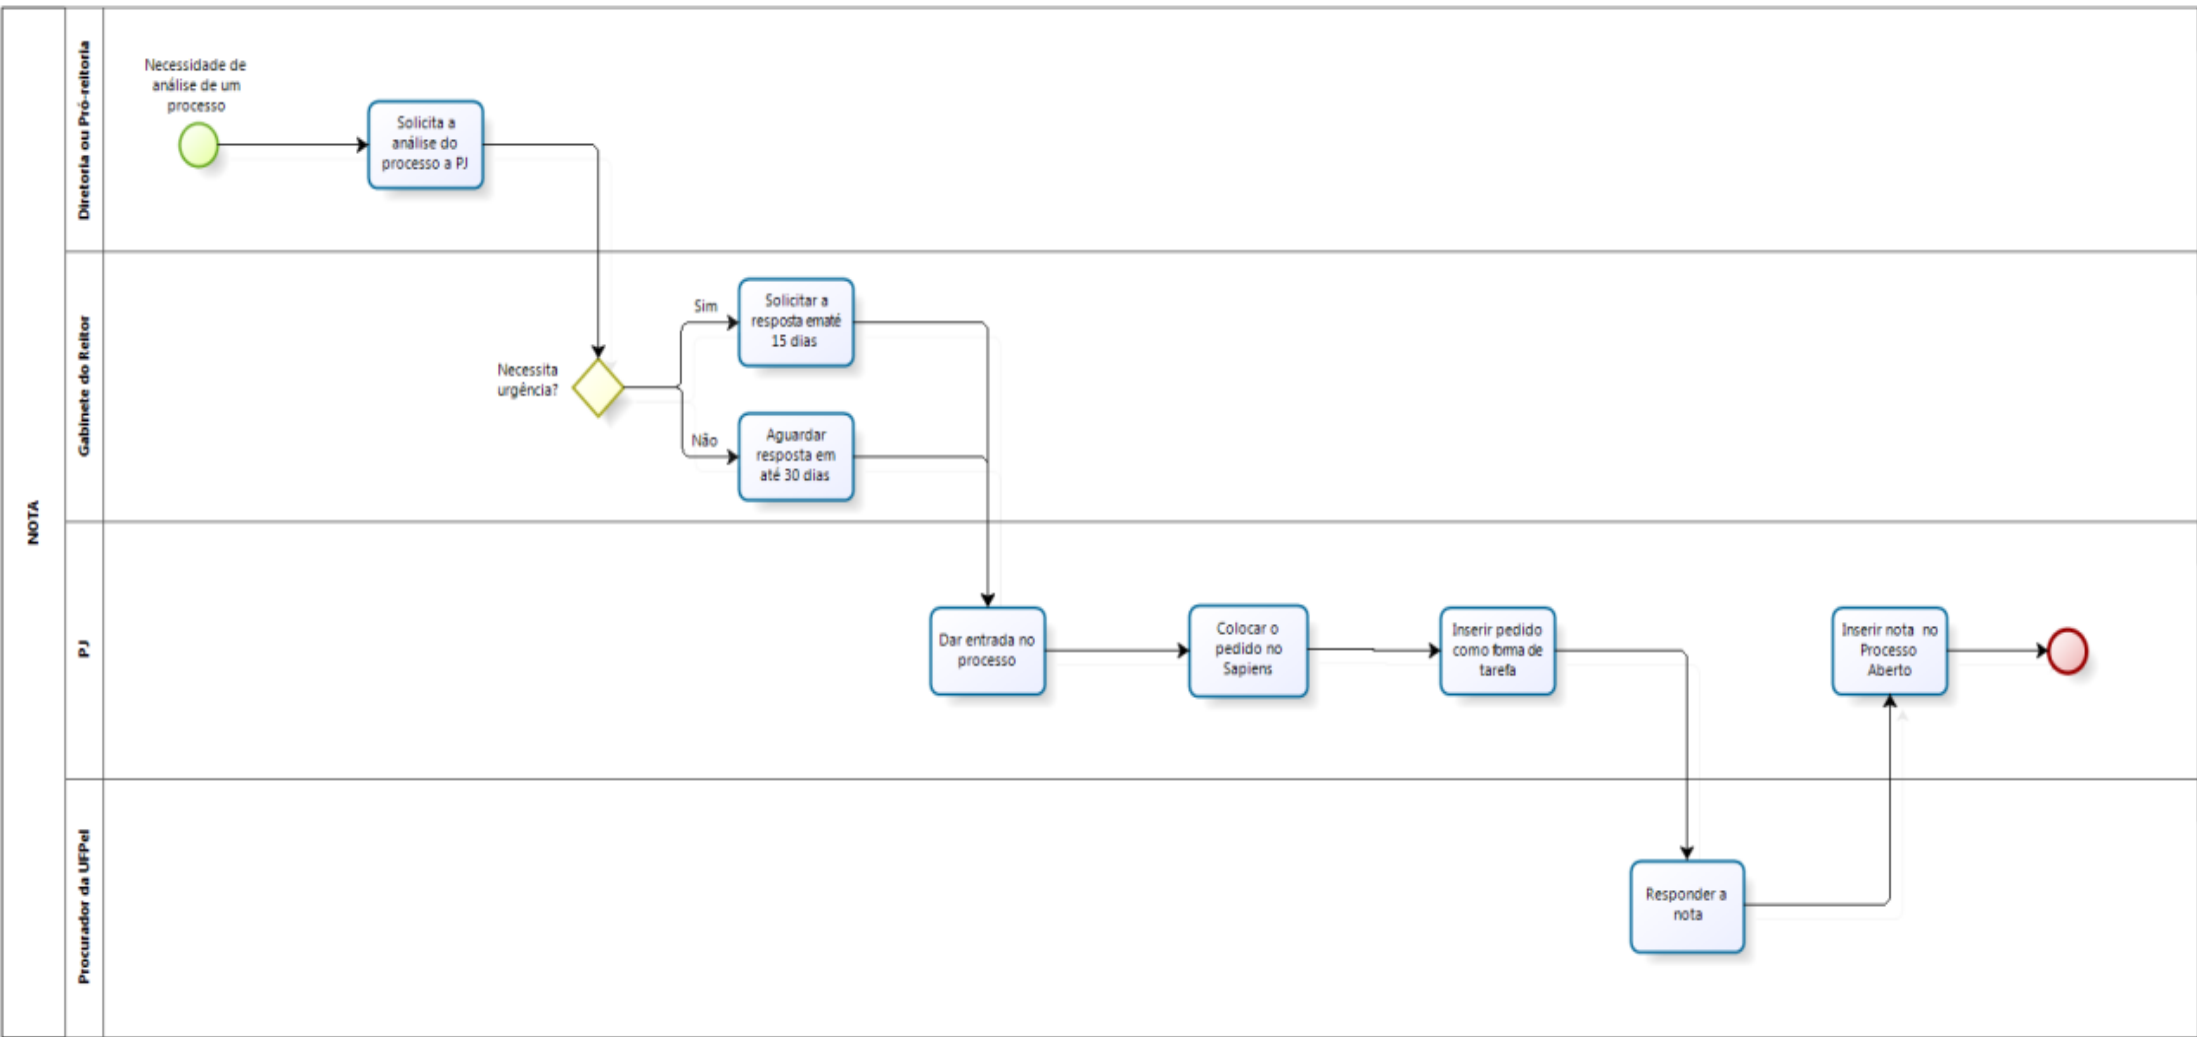 NOTA
Diretoria ou Pró-reitoria
Necessidade de
análise de um
processo
Solicita a
análise do
processo a PJ
Gabinete do Reitor
Necessita
urgência?
Sim
Solicitar a
resposta ematé
15 dias
Não
Aguardar
resposta em
até 30 dias
PJ
Dar entrada no
processo
Colocar o
pedido no
Sapiens
Inserir pedido
como forma de
tarefa
Inserir nota no
Processo
Aberto
Procurador da UFPel
Responder a
nota